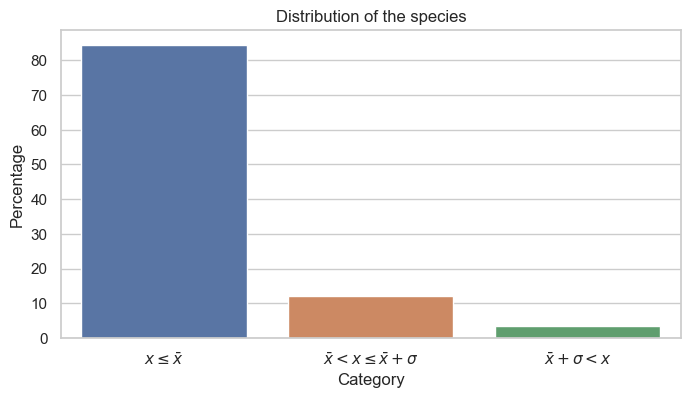 Distribution of the species
Percentage
80
70
60
50
40
30
20
10
0
x ≤ x̄
x̄ < x ≤ x̄ + σ
x̄ + σ < x
Category